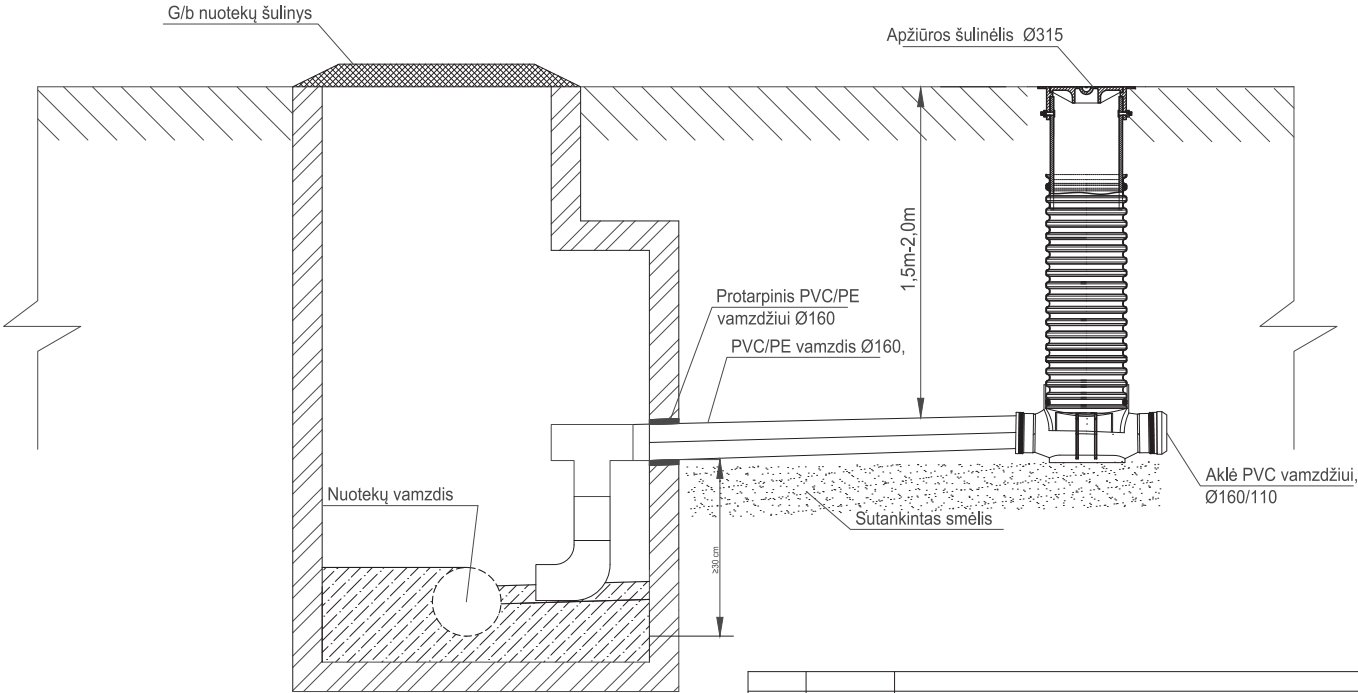 G/b nuotekų šulinys
Apžiūros šulinėlis Ø315
1,5m-2,0m
Protarpinis PVC/PE
vamzdžiui Ø160
PVC/PE vamzdis Ø160,
Nuotekų vamzdis
Aklė PVC vamzdžiui,
Ø160/110
Sutankintas smėlis
≥30 cm